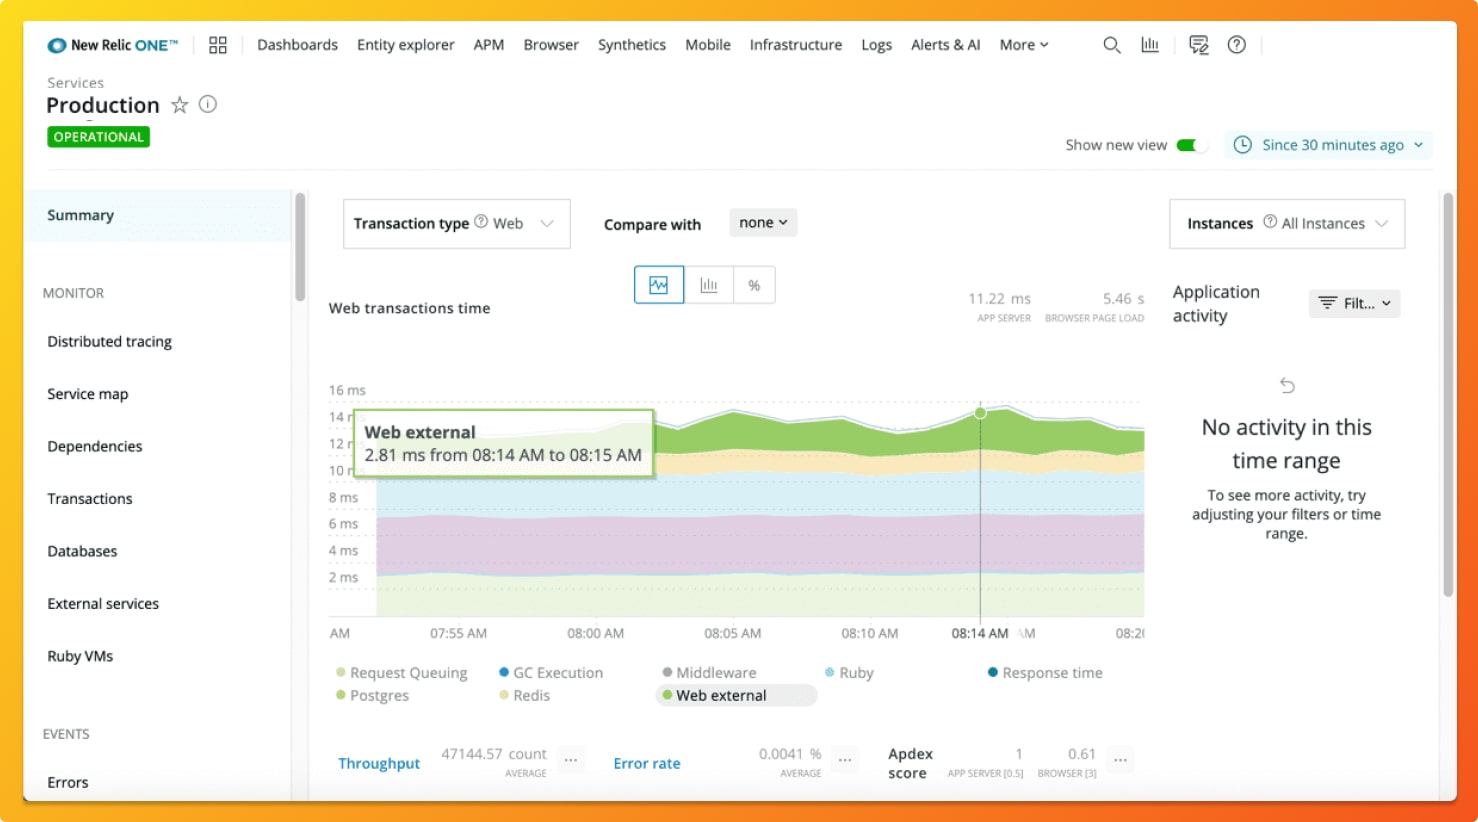 New Relic ONE™ Dashboards Entity explorer APM Browser Synthetics Mobile Infrastructure Logs Alerts & AI More
Services
Production
OPERATIONAL
Show new view Since 30 minutes ago
Summary
MONITOR
Distributed tracing
Service map
Dependencies
Transactions
Databases
External services
Ruby VMs
EVENTS
Errors
Transaction type ? Web
Compare with none
Instances ? All Instances
%
Web transactions time
11.22 ms 5.46 s
APP SERVER BROWSER PAGE LOAD
16 ms
14 
12 
10 
8 ms
6 ms
4 ms
2 ms
Web external
2.81 ms from 08:14 AM to 08:15 AM
AM 07:55 AM 08:00 AM 08:05 AM 08:10 AM 08:14 AM AM
Request Queuing GC Execution Middleware Ruby Response time
Postgres Redis Web external
Application
activity
Filt...
No activity in this
time range
To see more activity, try
adjusting your filters or time
range.
Throughput 47144.57 count
AVERAGE
...
Error rate 0.0041 %
AVERAGE
...
Apdex
score
1 0.61
APP SERVER [0.5] BROWSER [3]
...